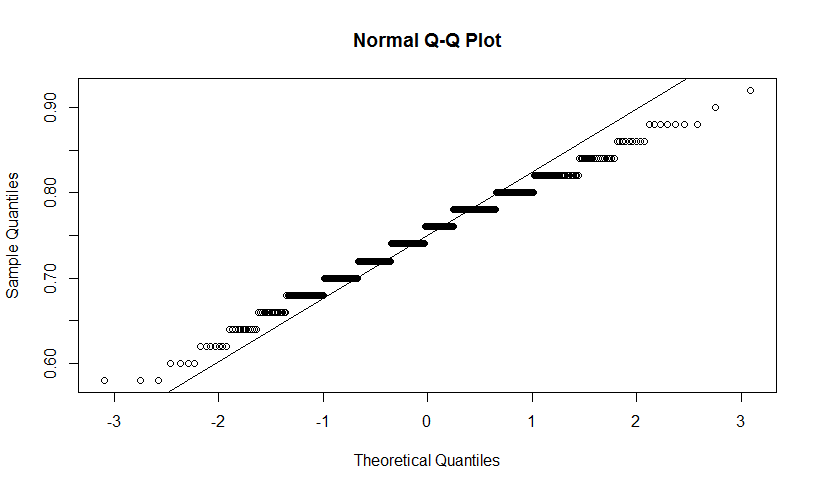 Normal Q-Q Plot
Sample Quantiles
0.90
0.80
0.70
0.60
-3 -2 -1 0 1 2 3
Theoretical Quantiles